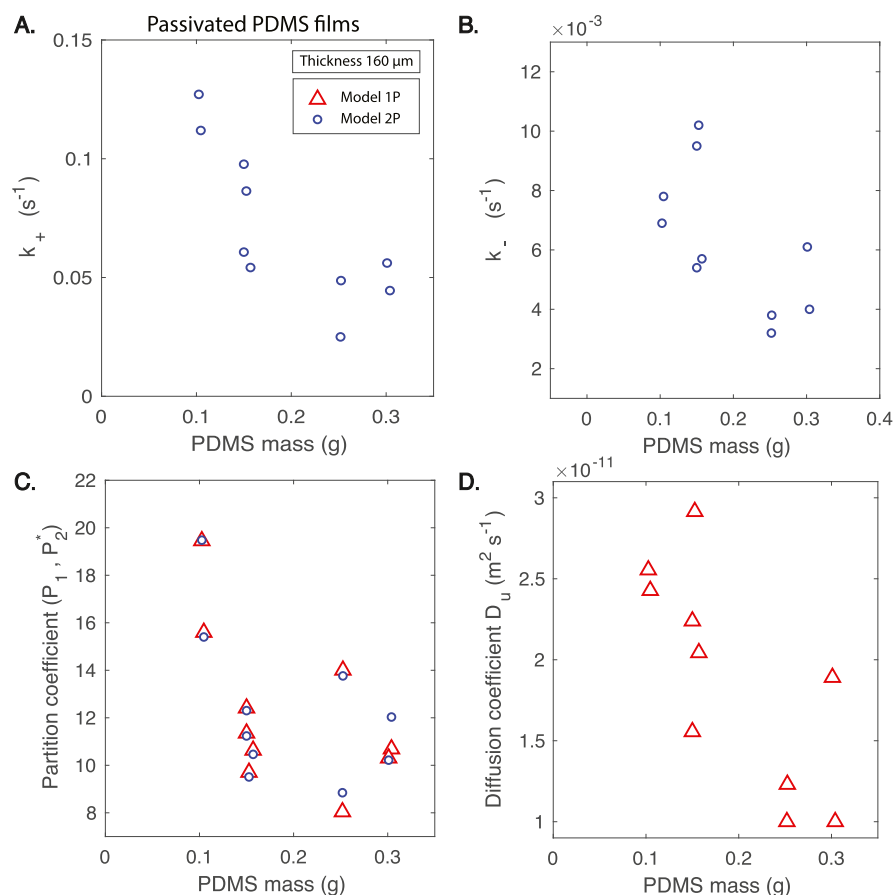 A.
Passivated PDMS films
Thickness 160 μm
Model 1P
Model 2P
0.15
0.1
0.05
0
k+ (s-1)
0
0.1
0.2
0.3
PDMS mass (g)
B.
×10-3
12
10
8
6
4
2
k- (s-1)
0
0.1
0.2
0.3
0.4
PDMS mass (g)
C.
22
20
18
16
14
12
10
8
Partition coefficient (P1 , P2*)
0
0.1
0.2
0.3
PDMS mass (g)
D.
×10-11
3
2.5
2
1.5
1
Diffusion coefficient Du (m2 s-1)
0
0.1
0.2
0.3
PDMS mass (g)